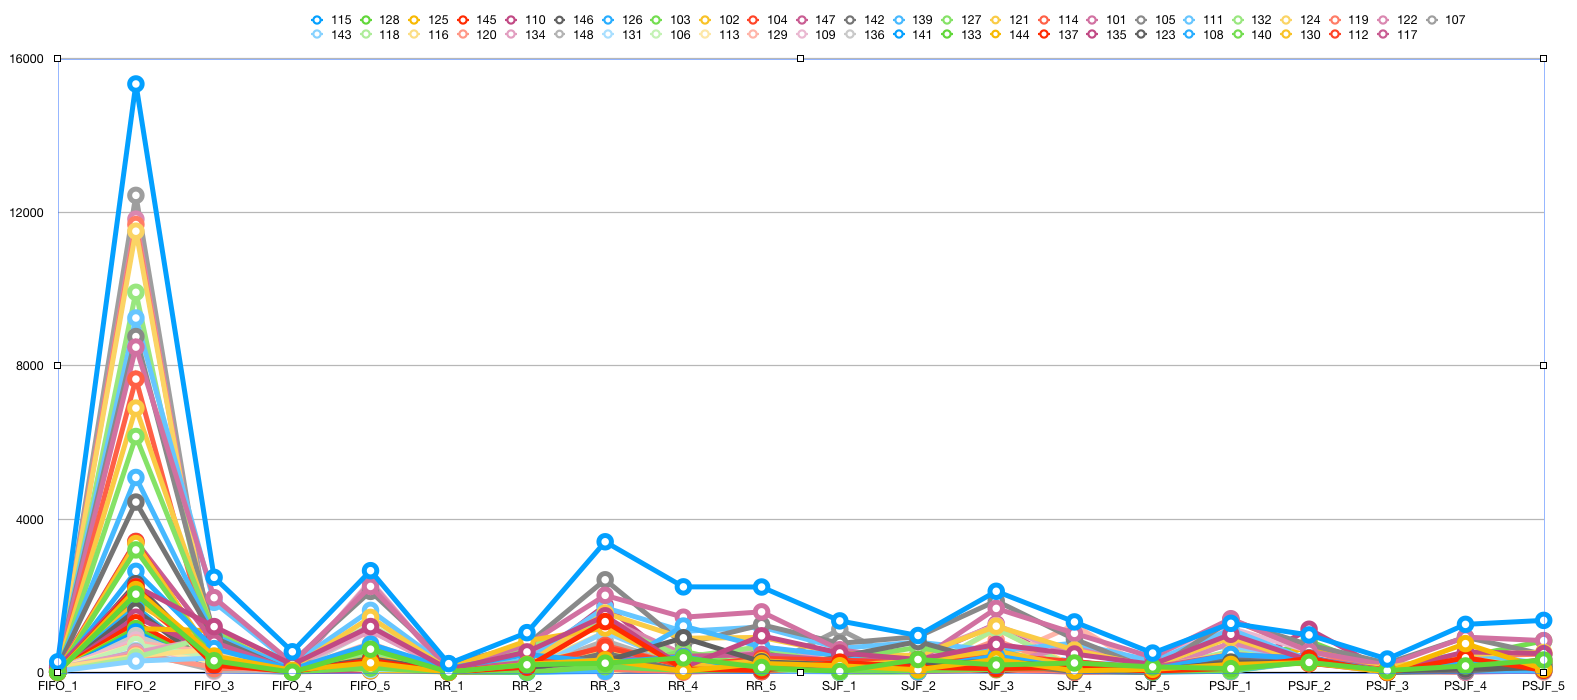 115 128 125 145 110 146 126 103 102 104 147 142 139 127 121 114 101 105 111 132 124 119 122 107
143 118 116 120 134 148 131 106 113 129 109 136 141 133 144 137 135 123 108 140 130 112 117
16000
12000
8000
4000
0
FIFO_1 FIFO_2 FIFO_3 FIFO_4 FIFO_5 RR_1 RR_2 RR_3 RR_4 RR_5 SJF_1 SJF_2 SJF_3 SJF_4 SJF_5 PSJF_1 PSJF_2 PSJF_3 PSJF_4 PSJF_5